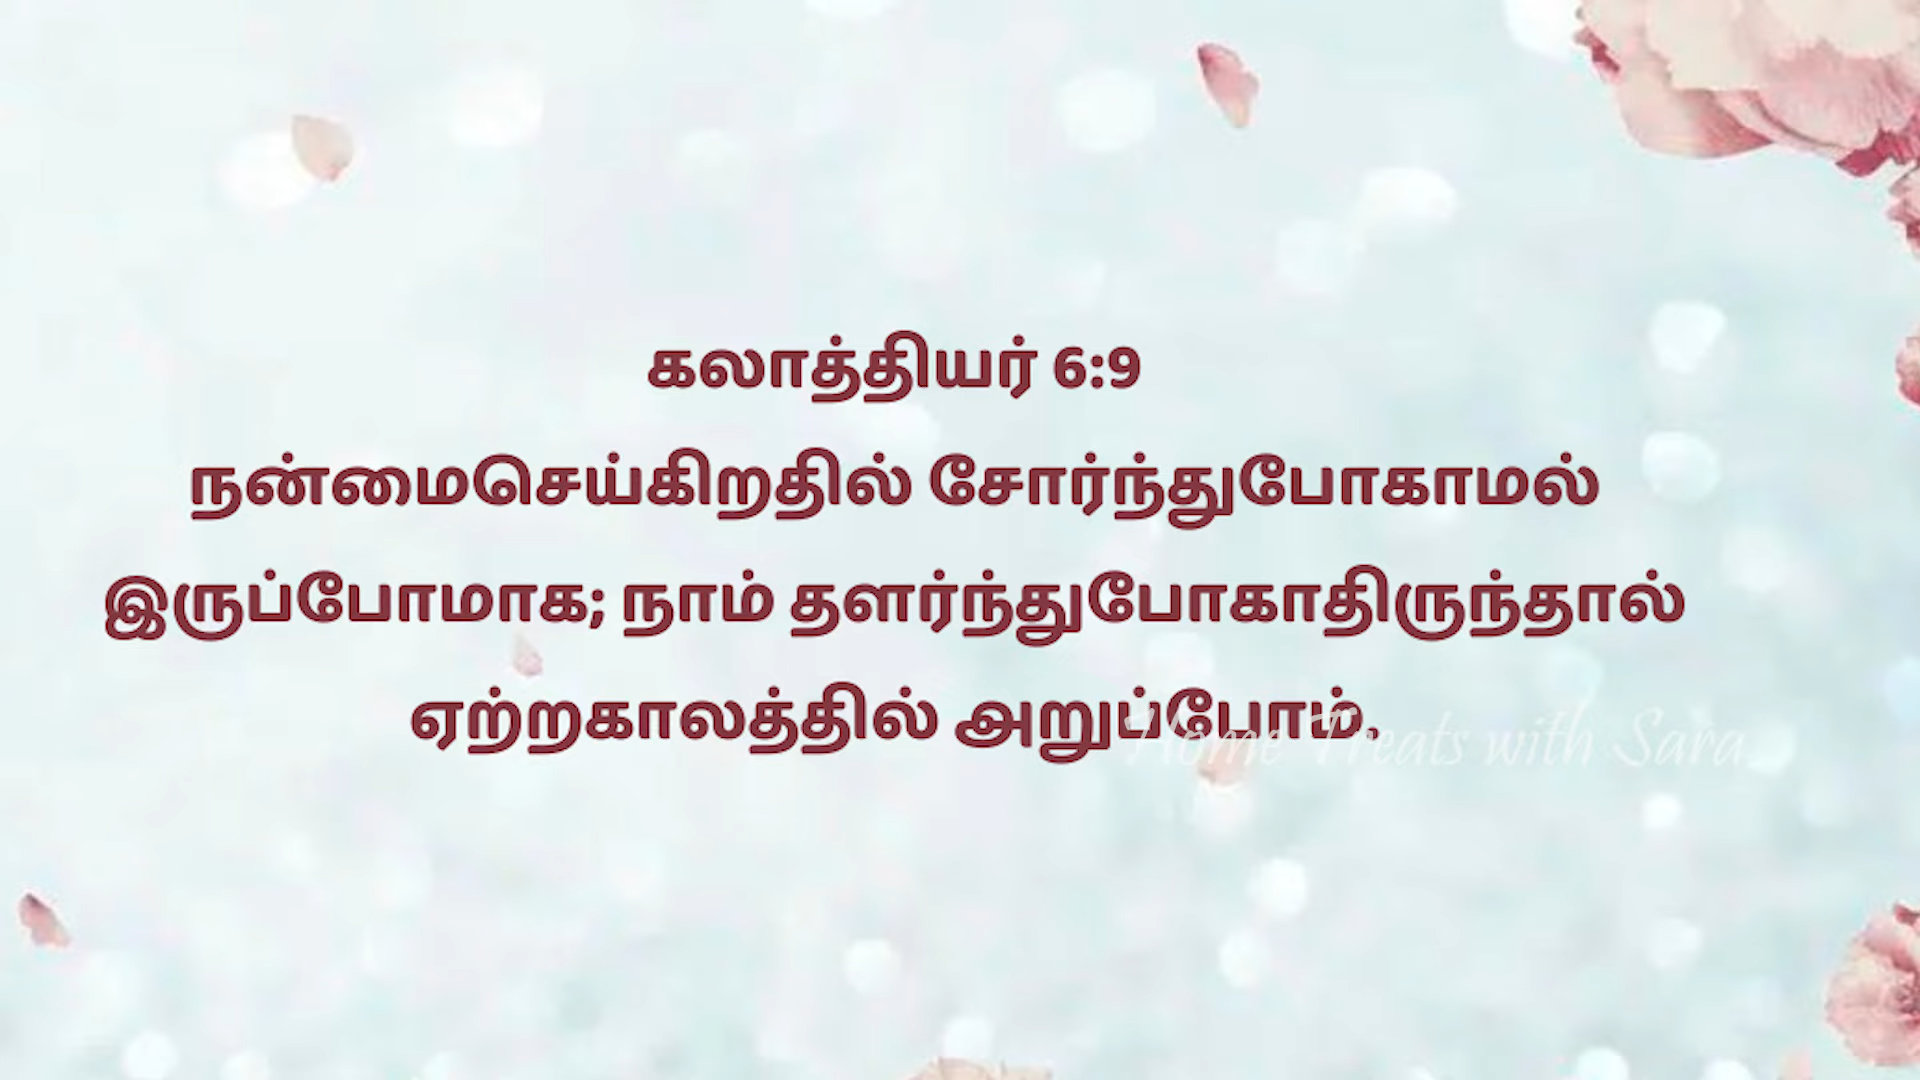 கலாத்தியர் 6:9
நன்மைசெய்கிறதில் சோர்ந்துபோகாமல்
இருப்போமாக; நாம் தளர்ந்துபோகாதிருந்தால்
ஏற்றகாலத்தில் அறுப்போம்.
Home Treats with Sara